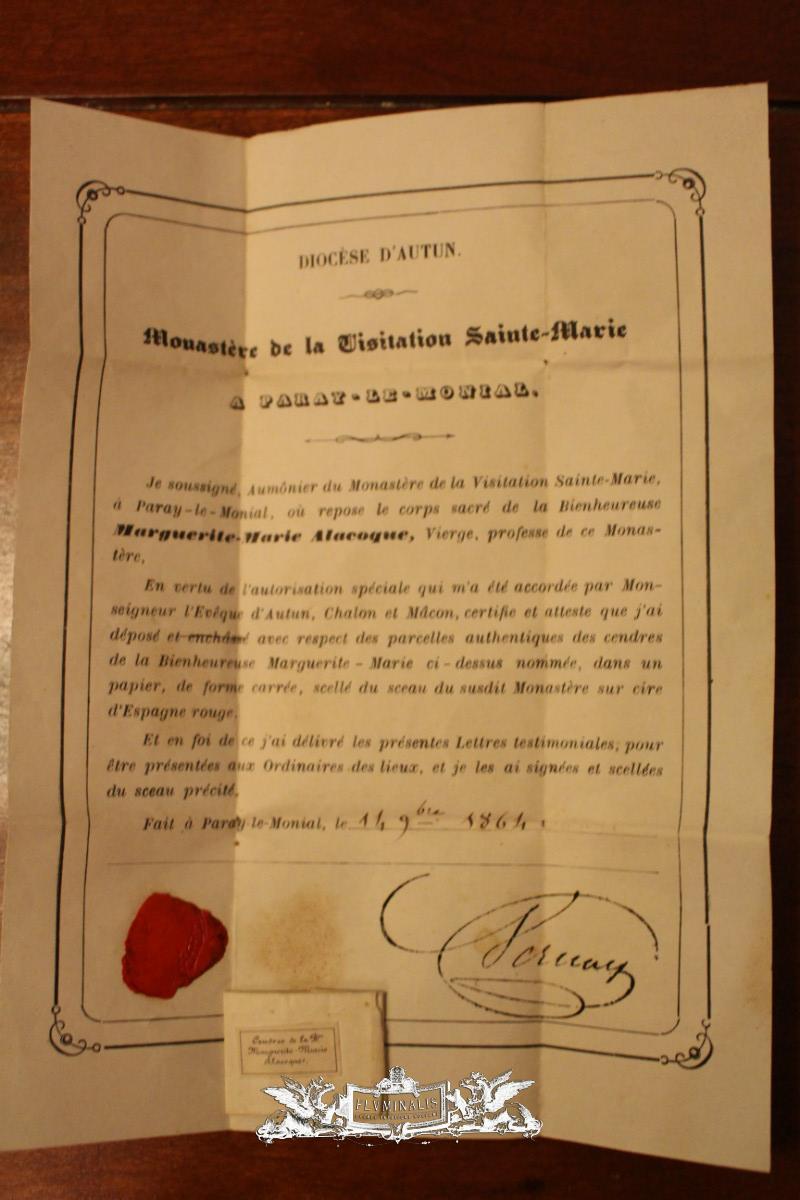 DIOCÈSE D'AUTUN.
Monastère de la Visitation Sainte-Marie
A PARAY-LE-MONIAL.
Je soussigné, Aumônier du Monastère de la Visitation Sainte-Marie,
à Paray-le-Monial, où repose le corps sacré de la Bienheureuse
Marguerite-Marie Alacoque, Vierge, professe de ce Monas-
tère,
En vertu de l'autorisation spéciale qui m'a été accordée par Mon-
seigneur l'Evêque d'Autun, Chalon et Mâcon, certifie et atteste que j'ai
déposé et enchâssé avec respect des parcelles authentiques des cendres
de la Bienheureuse Marguerite-Marie ci-dessus nommée, dans un
papier, de forme carrée, scellé du sceau du susdit Monastère sur cire
d'Espagne rouge.
Et en foi de ce j'ai délivré les présentes Lettres testimoniales, pour
être présentées aux Ordinaires des lieux, et je les ai signées et scellées
du sceau précité.
Fait à Paray-le-Monial, le 14 9bre 1864.
Cendres de la Bse
Marguerite-Marie
Alacoque.
FLVMINALIS